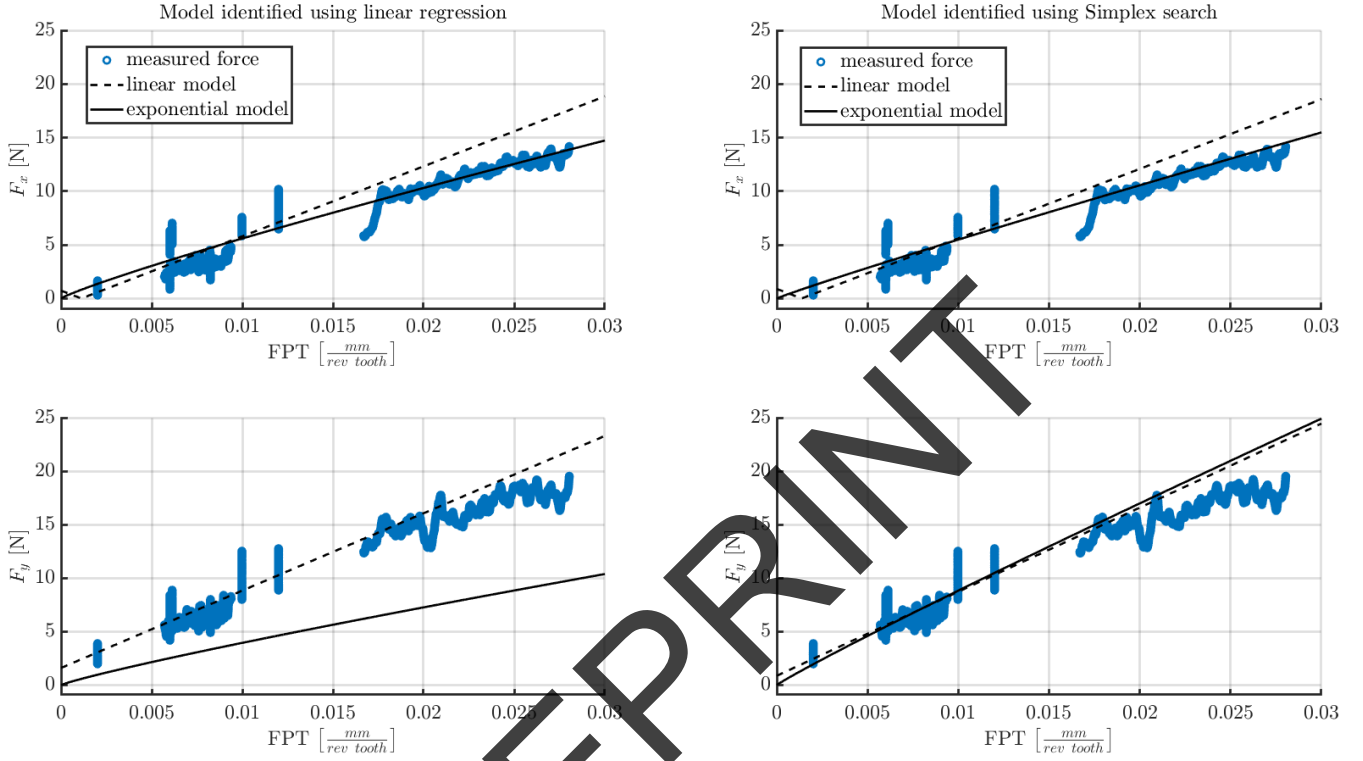 Model identified using linear regression
25
20
15
10
5
0
F_x [N]
measured force
linear model
exponential model
0 0.005 0.01 0.015 0.02 0.025 0.03
FPT [mm/rev tooth]
Model identified using Simplex search
25
20
15
10
5
0
F_x [N]
measured force
linear model
exponential model
0 0.005 0.01 0.015 0.02 0.025 0.03
FPT [mm/rev tooth]
25
20
15
10
5
0
F_y [N]
0 0.005 0.01 0.015 0.02 0.025 0.03
FPT [mm/rev tooth]
25
20
15
10
5
0
F_y [N]
0 0.005 0.01 0.015 0.02 0.025 0.03
FPT [mm/rev tooth]
EPRINT